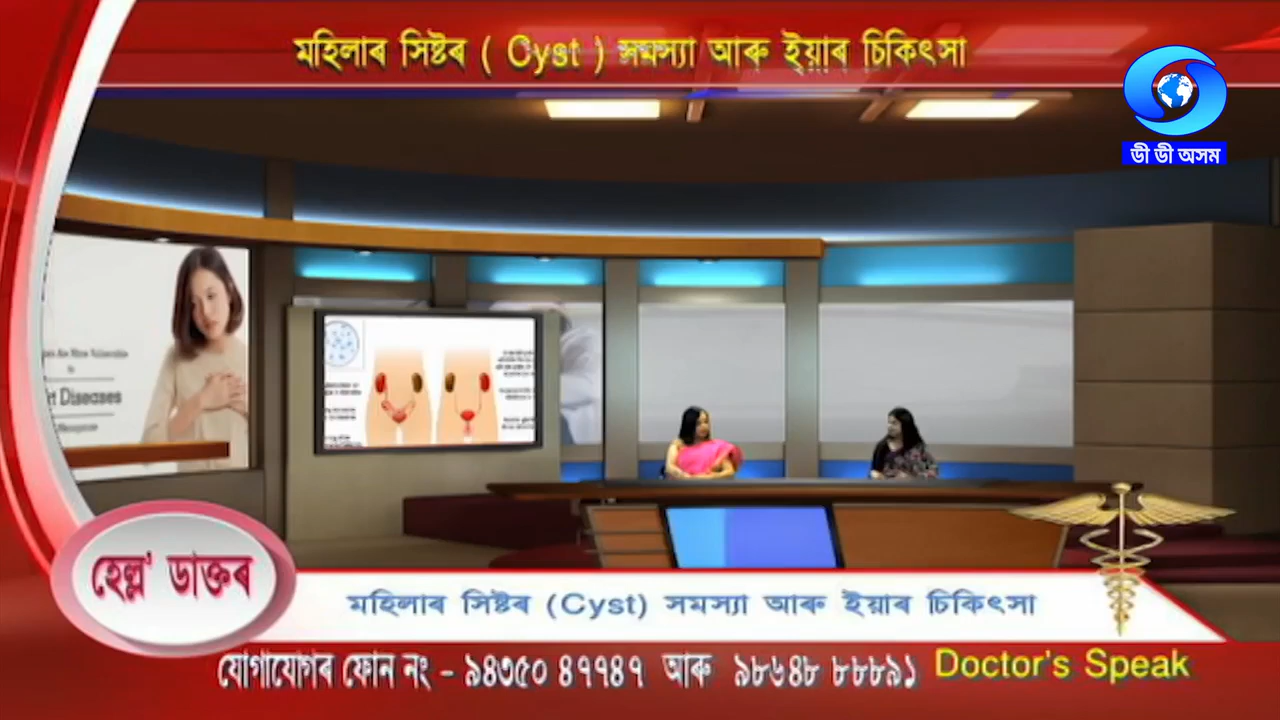 মহিলাৰ সিষ্টৰ ( Cyst ) সমস্যা আৰু ইয়াৰ চিকিৎসা
ডী ডী অসম
Diseases
হেল্ল' ডাক্তৰ
মহিলাৰ সিষ্টৰ (Cyst) সমস্যা আৰু ইয়াৰ চিকিৎসা
যোগাযোগৰ ফোন নং - ৯৪৩৫০ ৪৭৭৪৭ আৰু ৯৮৬৪৮ ৮৮৮৯১
Doctor's Speak